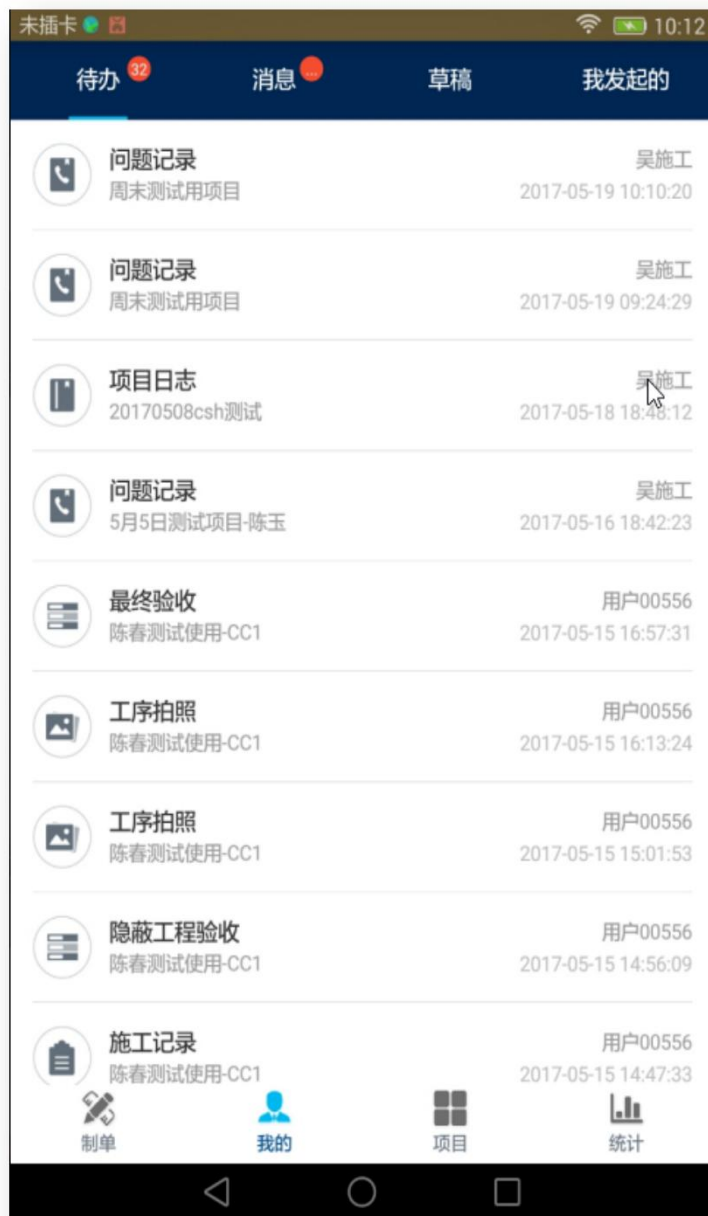 未插卡 10:12
待办 32 消息 ... 草稿 我发起的
问题记录 吴施工
周末测试用项目 2017-05-19 10:10:20
问题记录 吴施工
周末测试用项目 2017-05-19 09:24:29
项目日志 吴施工
20170508csh测试 2017-05-18 18:48:12
问题记录 吴施工
5月5日测试项目-陈玉 2017-05-16 18:42:23
最终验收 用户00556
陈春测试使用-CC1 2017-05-15 16:57:31
工序拍照 用户00556
陈春测试使用-CC1 2017-05-15 16:13:24
工序拍照 用户00556
陈春测试使用-CC1 2017-05-15 15:01:53
隐蔽工程验收 用户00556
陈春测试使用-CC1 2017-05-15 14:56:09
施工记录 用户00556
陈春测试使用-CC1 2017-05-15 14:47:33
制单 我的 项目 统计